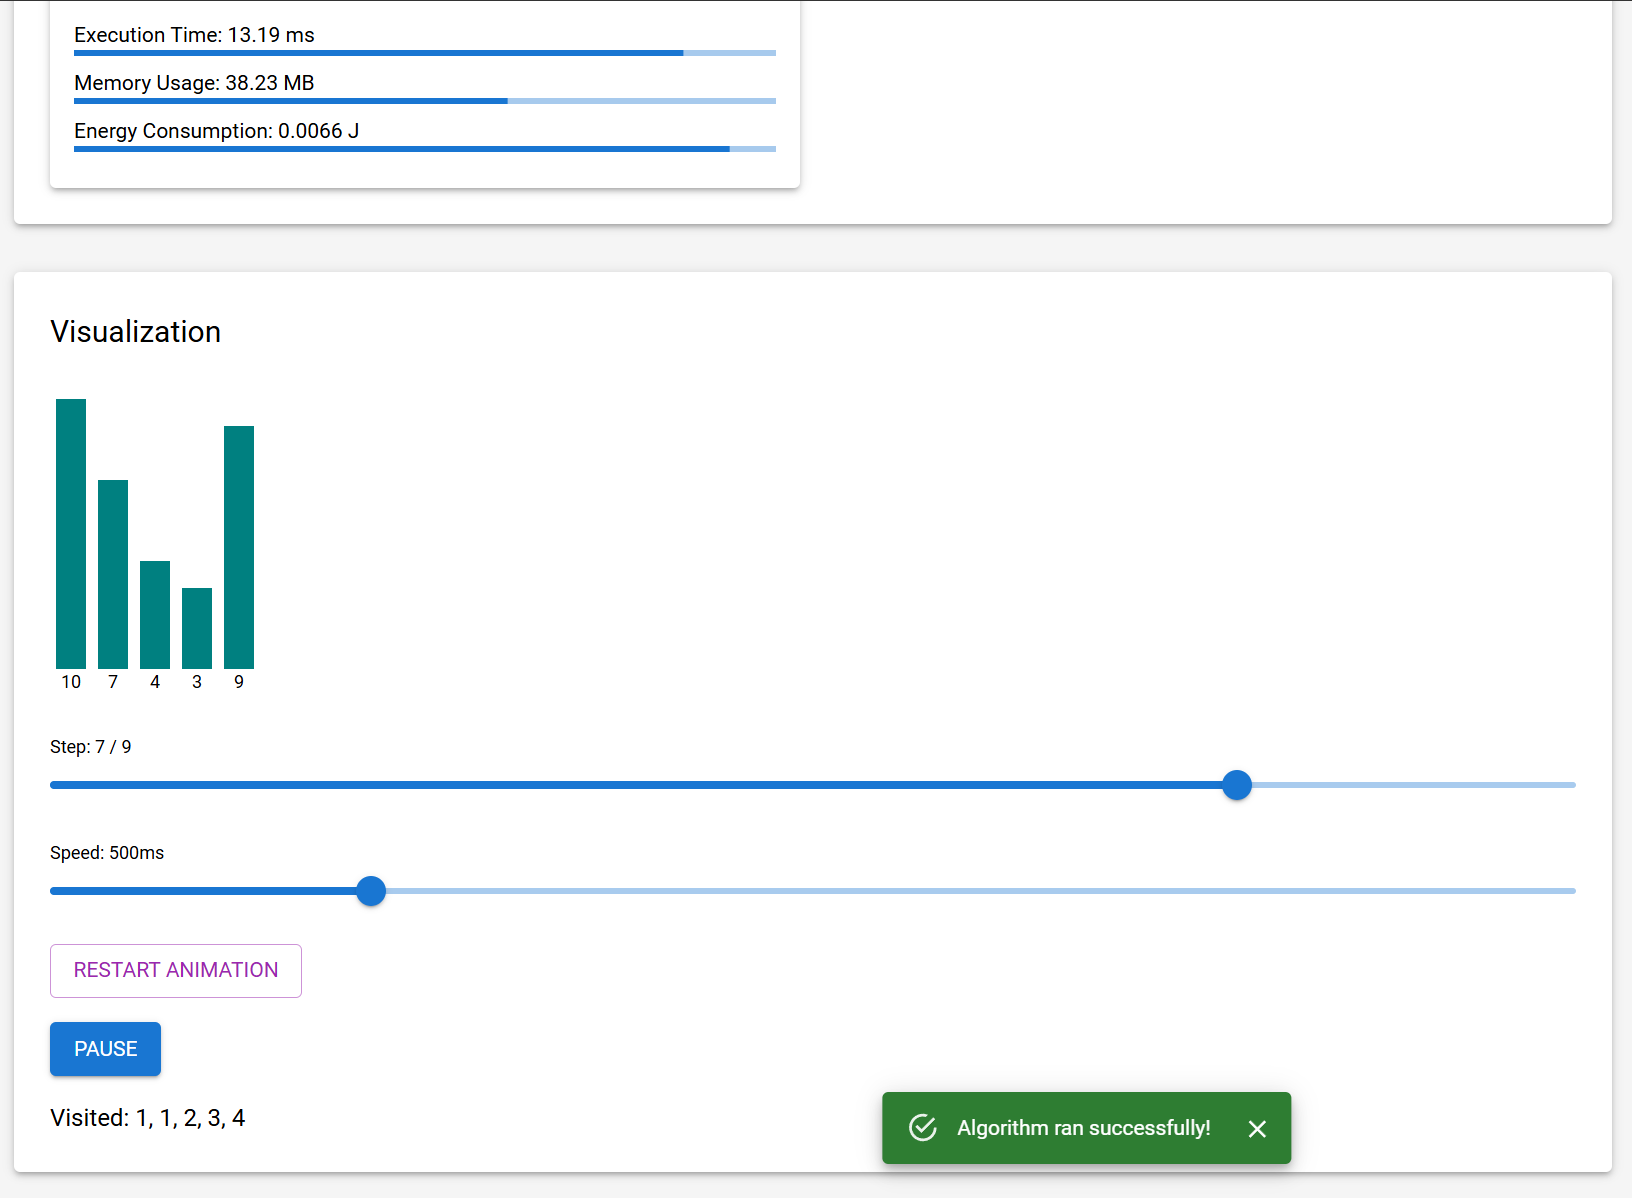 Execution Time: 13.19 ms
Memory Usage: 38.23 MB
Energy Consumption: 0.0066 J
Visualization
10 7 4 3 9
Step: 7 / 9
Speed: 500ms
RESTART ANIMATION
PAUSE
Visited: 1, 1, 2, 3, 4
Algorithm ran successfully!